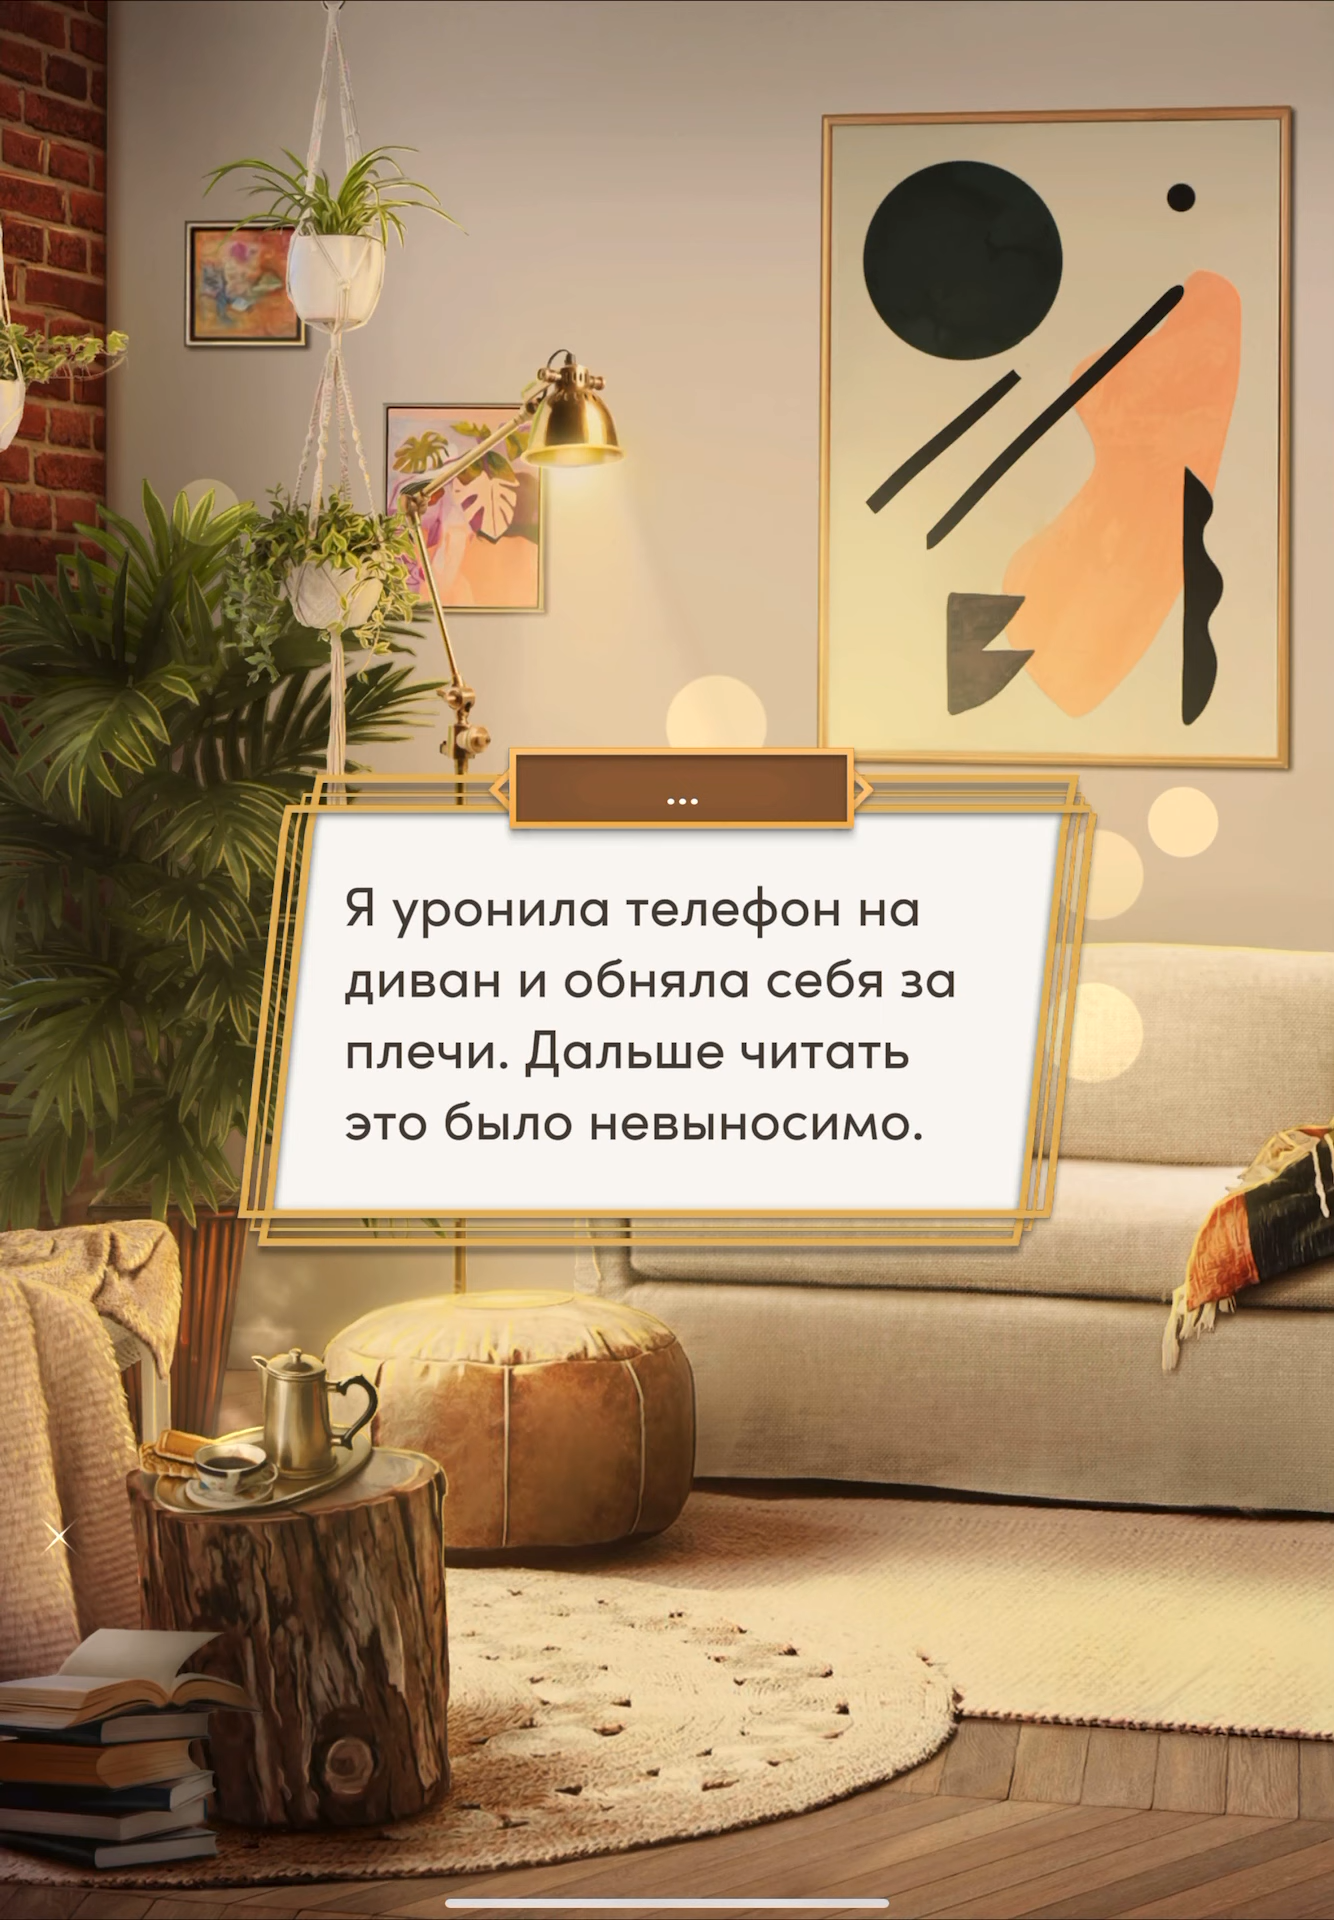 ...
Я уронила телефон на
диван и обняла себя за
плечи. Дальше читать
это было невыносимо.